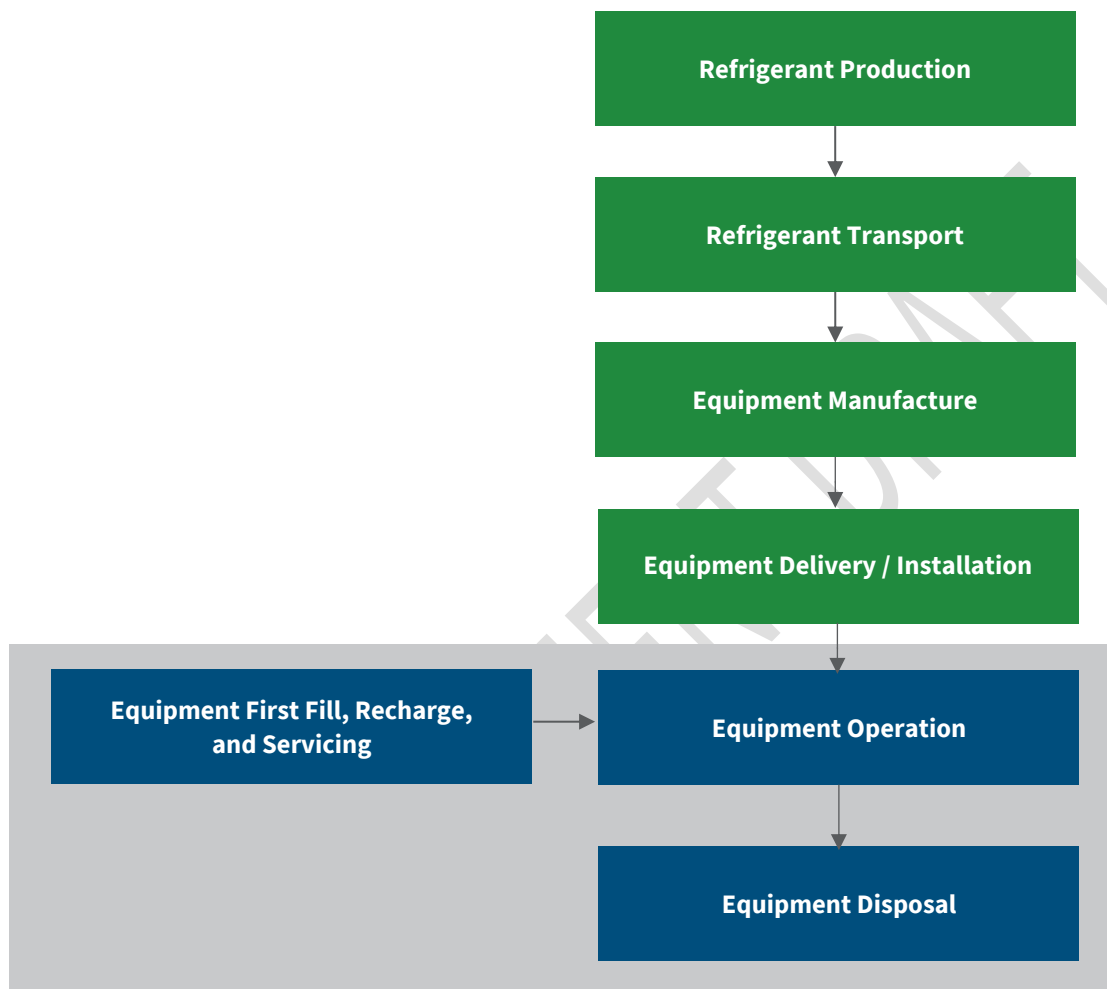 Refrigerant Production
Refrigerant Transport
Equipment Manufacture
Equipment Delivery / Installation
Equipment First Fill, Recharge,
and Servicing
Equipment Operation
Equipment Disposal
DRAFT